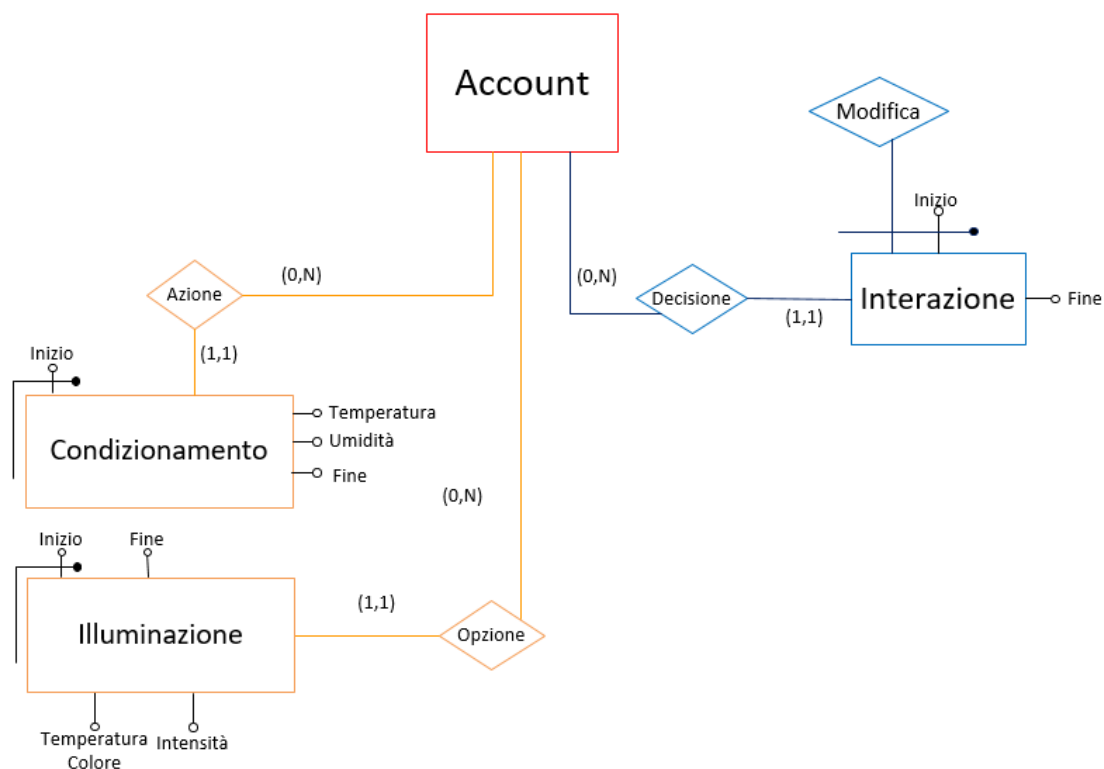 Account
Modifica
Inizio
(0,N)
(0,N)
Azione
Decisione
Interazione
Fine
(1,1)
(1,1)
Inizio
Temperatura
Condizionamento
Umidità
Fine
(0,N)
Inizio
Fine
(1,1)
Illuminazione
Opzione
Temperatura
Colore
Intensità